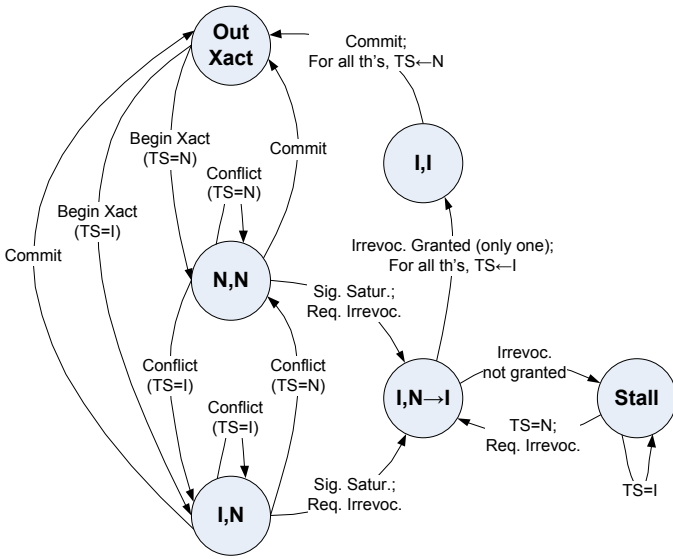 Out
Xact
Commit;
For all th's, TS←N
Begin Xact
(TS=N)
Commit
Conflict
(TS=N)
I,I
Begin Xact
(TS=I)
Commit
Irrevoc. Granted (only one);
For all th's, TS←I
N,N
Sig. Satur.;
Req. Irrevoc.
Conflict
(TS=I)
Conflict
(TS=N)
Irrevoc.
not granted
I,N→I
Stall
Conflict
(TS=I)
TS=N;
Req. Irrevoc.
Sig. Satur.;
Req. Irrevoc.
TS=I
I,N